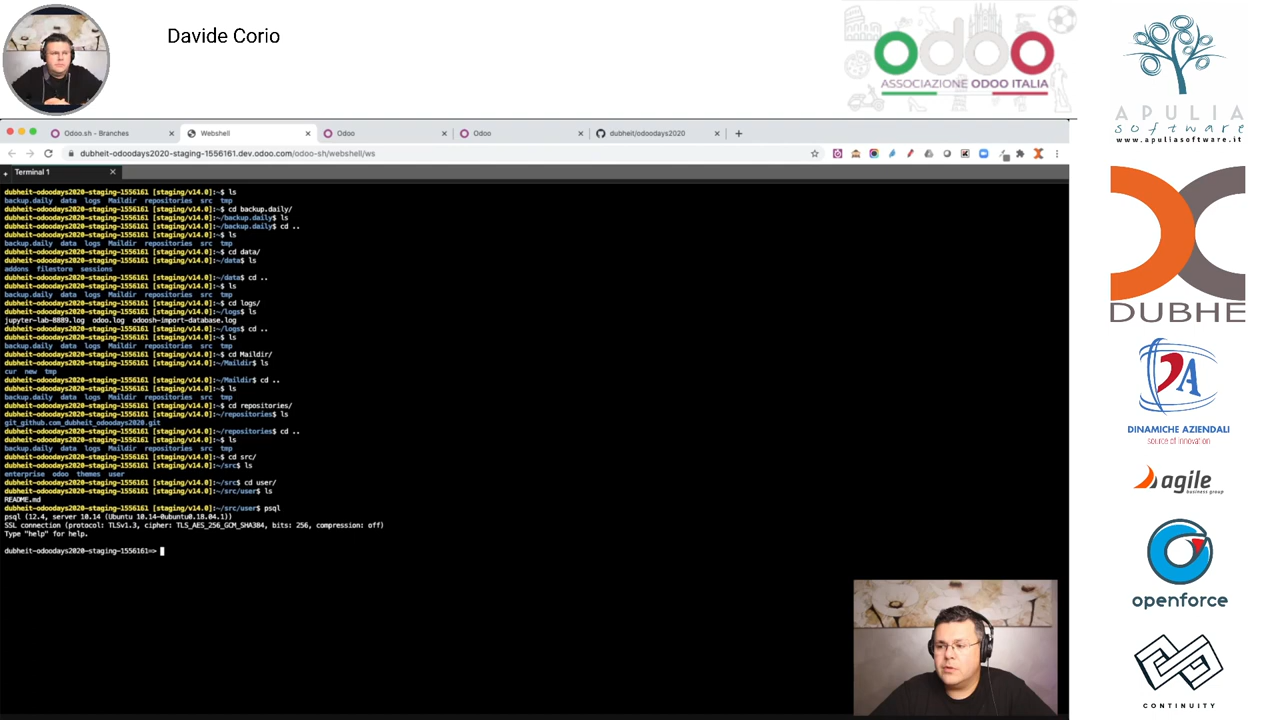 Davide Corio
odoo
ASSOCIAZIONE ODOO ITALIA
APULIA
software
www.apuliasoftware.it
Odoo.sh - Branches
Webshell
Odoo
Odoo
dubheit/odoodays2020
dubheit-odoodays2020-staging-1556161.dev.odoo.com/odoo-sh/webshell/ws
Terminal 1
dubheit-odoodays2020-staging-1556161 [staging/v14.0]:~$ ls
backup.daily data logs Maildir repositories src tmp
dubheit-odoodays2020-staging-1556161 [staging/v14.0]:~$ cd backup.daily/
dubheit-odoodays2020-staging-1556161 [staging/v14.0]:~/backup.daily$ ls
dubheit-odoodays2020-staging-1556161 [staging/v14.0]:~/backup.daily$ cd ..
dubheit-odoodays2020-staging-1556161 [staging/v14.0]:~$ ls
backup.daily data logs Maildir repositories src tmp
dubheit-odoodays2020-staging-1556161 [staging/v14.0]:~$ cd data/
dubheit-odoodays2020-staging-1556161 [staging/v14.0]:~/data$ ls
addons filestore sessions
dubheit-odoodays2020-staging-1556161 [staging/v14.0]:~/data$ cd ..
dubheit-odoodays2020-staging-1556161 [staging/v14.0]:~$ ls
backup.daily data logs Maildir repositories src tmp
dubheit-odoodays2020-staging-1556161 [staging/v14.0]:~$ cd logs/
dubheit-odoodays2020-staging-1556161 [staging/v14.0]:~/logs$ ls
jupyter-lab-8889.log odoo.log odoosh-import-database.log
dubheit-odoodays2020-staging-1556161 [staging/v14.0]:~/logs$ cd ..
dubheit-odoodays2020-staging-1556161 [staging/v14.0]:~$ ls
backup.daily data logs Maildir repositories src tmp
dubheit-odoodays2020-staging-1556161 [staging/v14.0]:~$ cd Maildir/
dubheit-odoodays2020-staging-1556161 [staging/v14.0]:~/Maildir$ ls
cur new tmp
dubheit-odoodays2020-staging-1556161 [staging/v14.0]:~/Maildir$ cd ..
dubheit-odoodays2020-staging-1556161 [staging/v14.0]:~$ ls
backup.daily data logs Maildir repositories src tmp
dubheit-odoodays2020-staging-1556161 [staging/v14.0]:~$ cd repositories/
dubheit-odoodays2020-staging-1556161 [staging/v14.0]:~/repositories$ ls
git_github.com_dubheit_odoodays2020.git
dubheit-odoodays2020-staging-1556161 [staging/v14.0]:~/repositories$ cd ..
dubheit-odoodays2020-staging-1556161 [staging/v14.0]:~$ ls
backup.daily data logs Maildir repositories src tmp
dubheit-odoodays2020-staging-1556161 [staging/v14.0]:~$ cd src/
dubheit-odoodays2020-staging-1556161 [staging/v14.0]:~/src$ ls
enterprise odoo themes user
dubheit-odoodays2020-staging-1556161 [staging/v14.0]:~/src$ cd user/
dubheit-odoodays2020-staging-1556161 [staging/v14.0]:~/src/user$ ls
README.md
dubheit-odoodays2020-staging-1556161 [staging/v14.0]:~/src/user$ psql
psql (12.4, server 10.14 (Ubuntu 10.14-0ubuntu0.18.04.1))
SSL connection (protocol: TLSv1.3, cipher: TLS_AES_256_GCM_SHA384, bits: 256, compression: off)
Type "help" for help.
dubheit-odoodays2020-staging-1556161=>
DUBHE
DINAMICHE AZIENDALI
source of innovation
agile
business group
openforce
CONTINUITY